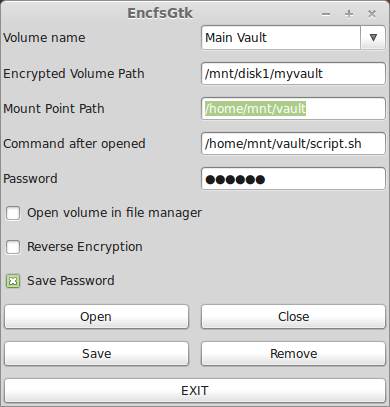 EncfsGtk
Volume name Main Vault
Encrypted Volume Path /mnt/disk1/myvault
Mount Point Path /home/mnt/vault
Command after opened /home/mnt/vault/script.sh
Password ●●●●●●
Open volume in file manager
Reverse Encryption
Save Password
Open Close
Save Remove
EXIT